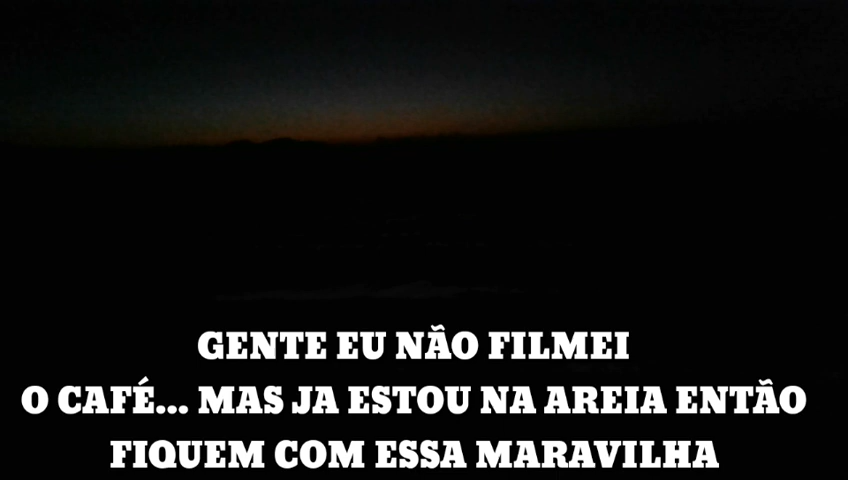 GENTE EU NÃO FILMEI
O CAFÉ... MAS JA ESTOU NA AREIA ENTÃO
FIQUEM COM ESSA MARAVILHA